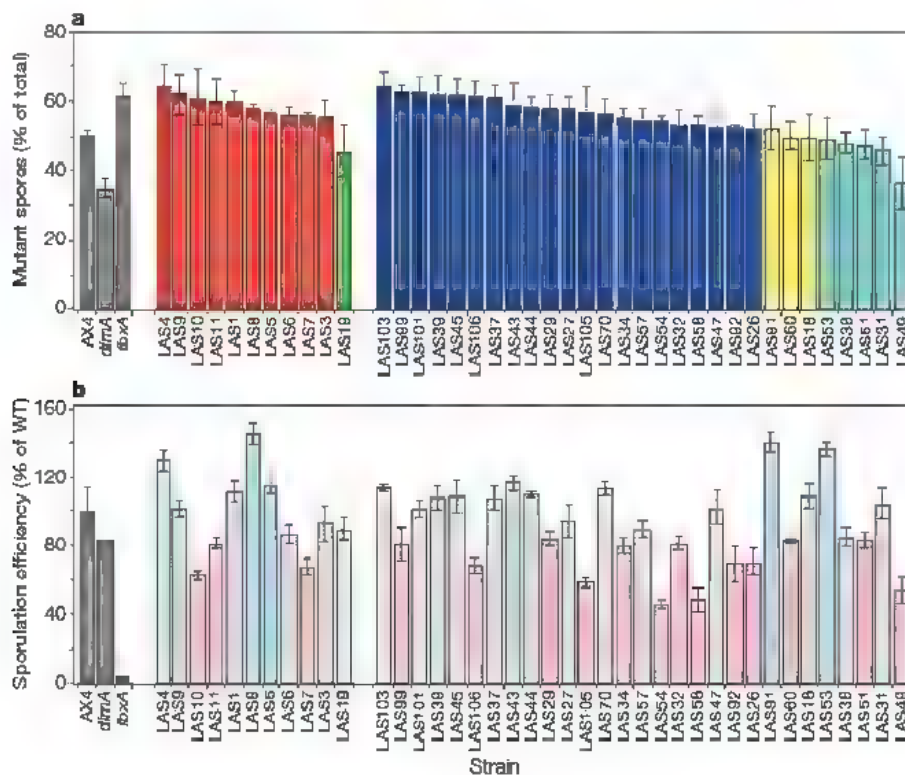 a
Mutant spores (% of total)
80
60
40
20
0
AX4
dimA
fbxA
LAS4
LAS9
LAS10
LAS11
LAS1
LAS8
LAS5
LAS6
LAS7
LAS3
LAS19
LAS103
LAS99
LAS101
LAS39
LAS45
LAS106
LAS37
LAS43
LAS44
LAS29
LAS27
LAS105
LAS70
LAS34
LAS57
LAS54
LAS32
LAS58
LAS47
LAS92
LAS26
LAS91
LAS60
LAS18
LAS53
LAS38
LAS51
LAS31
b
Sporulation efficiency (% of WT)
160
120
80
40
0
AX4
dimA
fbxA
LAS4
LAS9
LAS10
LAS11
LAS1
LAS8
LAS5
LAS6
LAS7
LAS3
LAS19
LAS103
LAS99
LAS101
LAS39
LAS45
LAS106
LAS37
LAS43
LAS44
LAS29
LAS27
LAS105
LAS70
LAS34
LAS57
LAS54
LAS32
LAS58
LAS47
LAS92
LAS26
LAS91
LAS60
LAS18
LAS53
LAS38
LAS51
LAS31
Strain